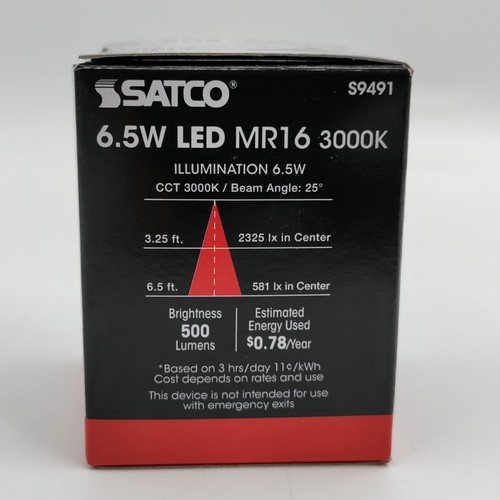 SATCO® S9491
6.5W LED MR16 3000K
ILLUMINATION 6.5W
CCT 3000K / Beam Angle: 25°
3.25 ft. 2325 lx in Center
6.5 ft. 581 lx in Center
Brightness
500
Lumens
Estimated
Energy Used
$0.78/Year
*Based on 3 hrs/day 11¢/kWh
Cost depends on rates and use
This device is not intended for use
with emergency exits